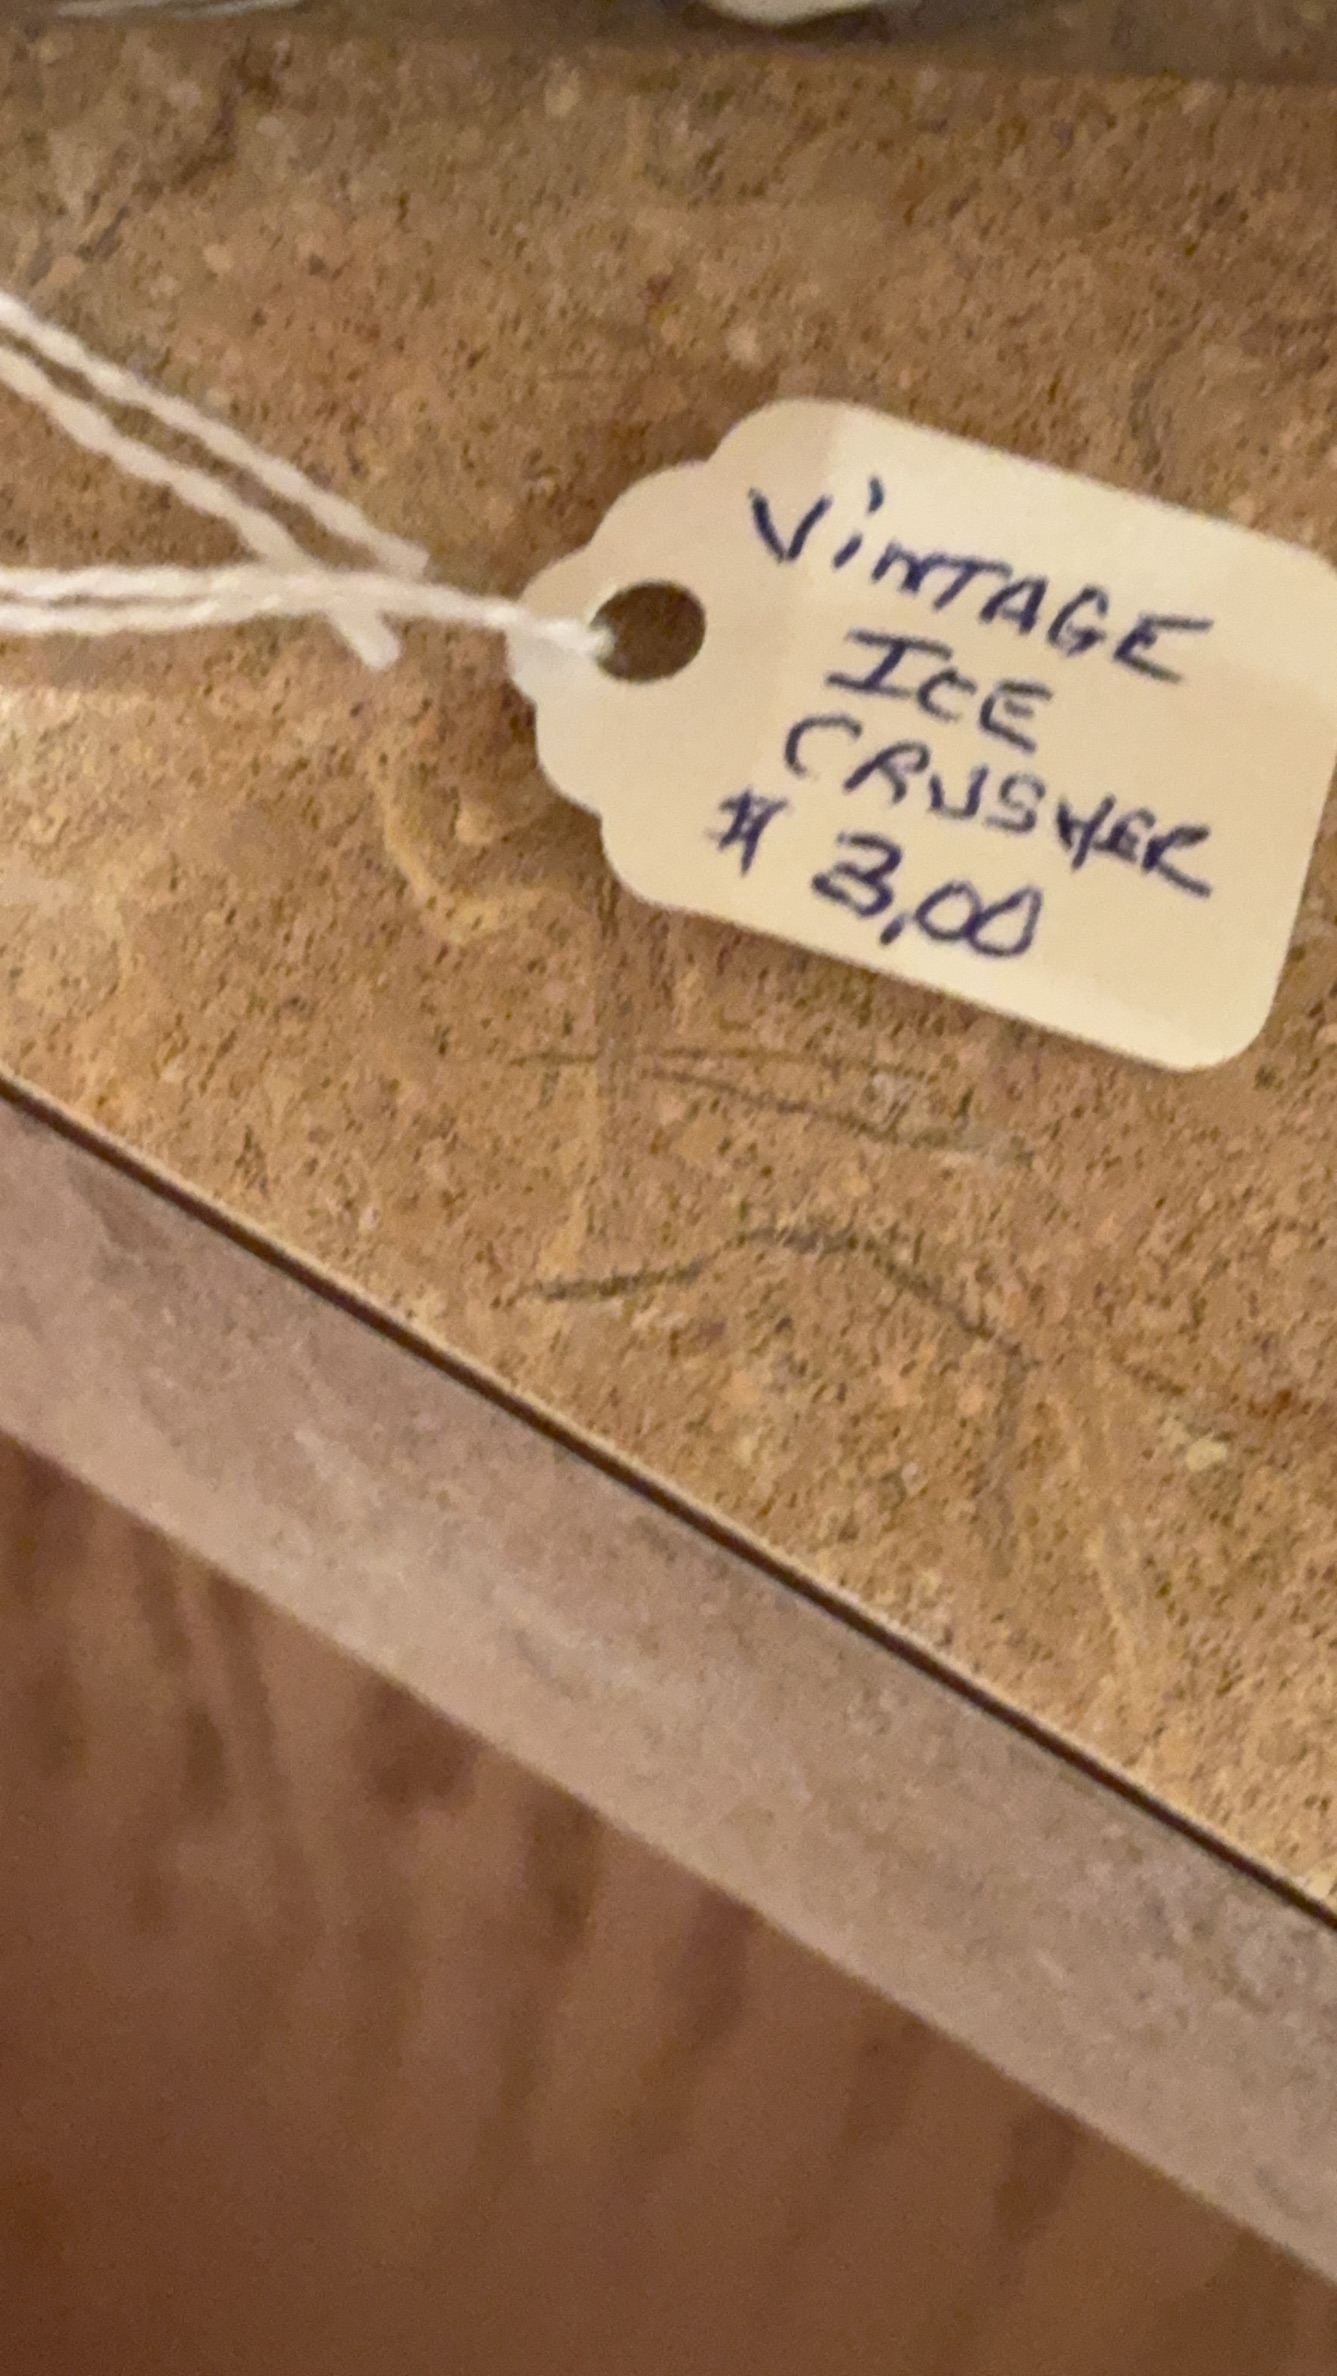 ViNTAGE
ICE
CRUSHER
$ 3,00